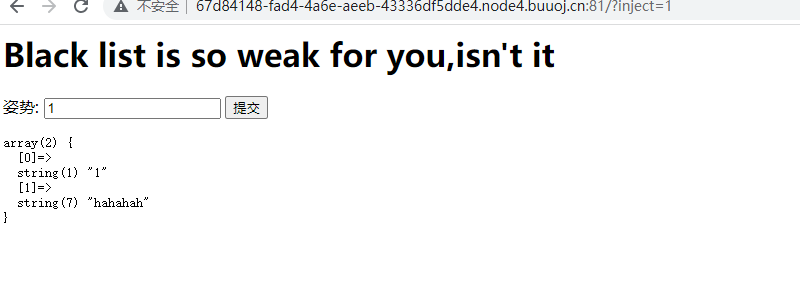 不安全 | 67d84148-fad4-4a6e-aeeb-43336df5dde4.node4.buuoj.cn:81/?inject=1
Black list is so weak for you,isn't it
姿势: 1 提交
array(2) {
  [0]=>
  string(1) "1"
  [1]=>
  string(7) "hahahah"
}